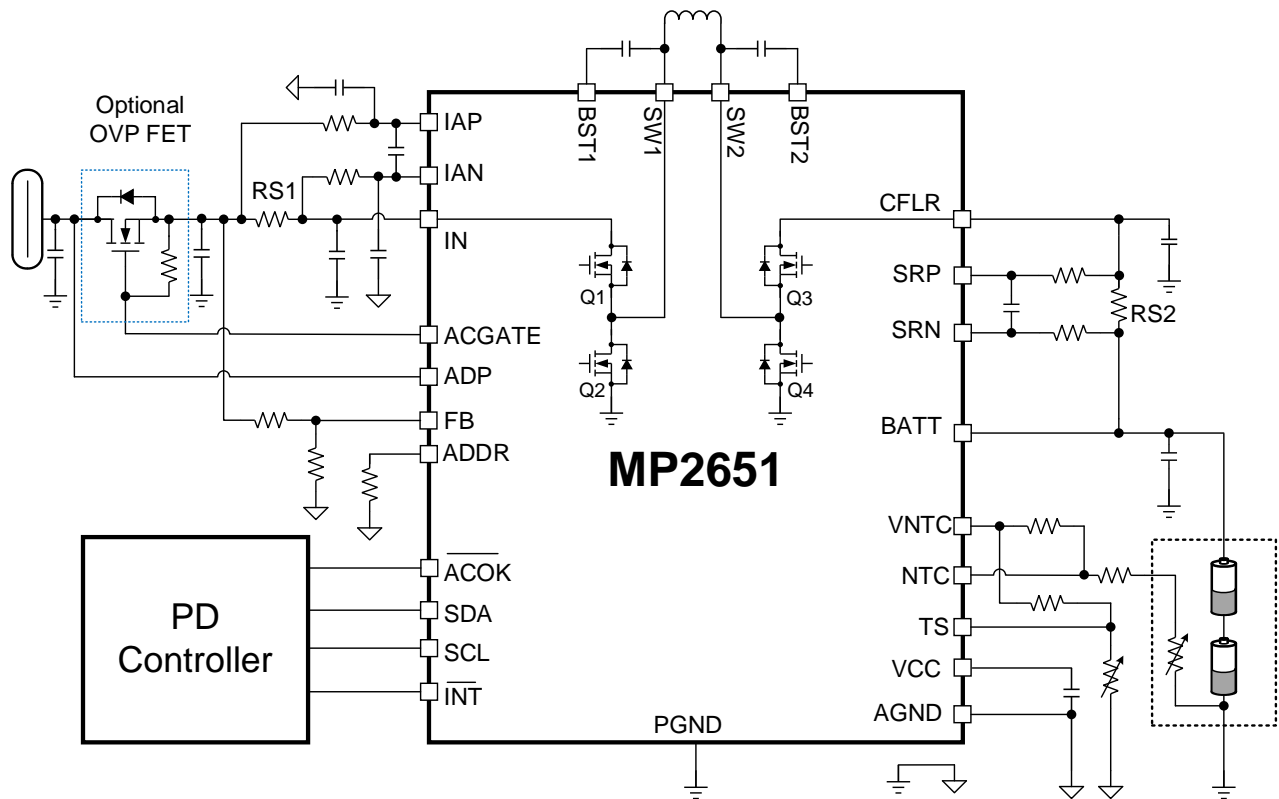 Optional
OVP FET
RS1
IAP
IAN
IN
ACGATE
ADP
FB
ADDR
ACOK
SDA
SCL
INT
BST1
SW1
SW2
BST2
Q1
Q2
Q3
Q4
MP2651
PGND
CFLR
SRP
SRN
RS2
BATT
VNTC
NTC
TS
VCC
AGND
PD
Controller